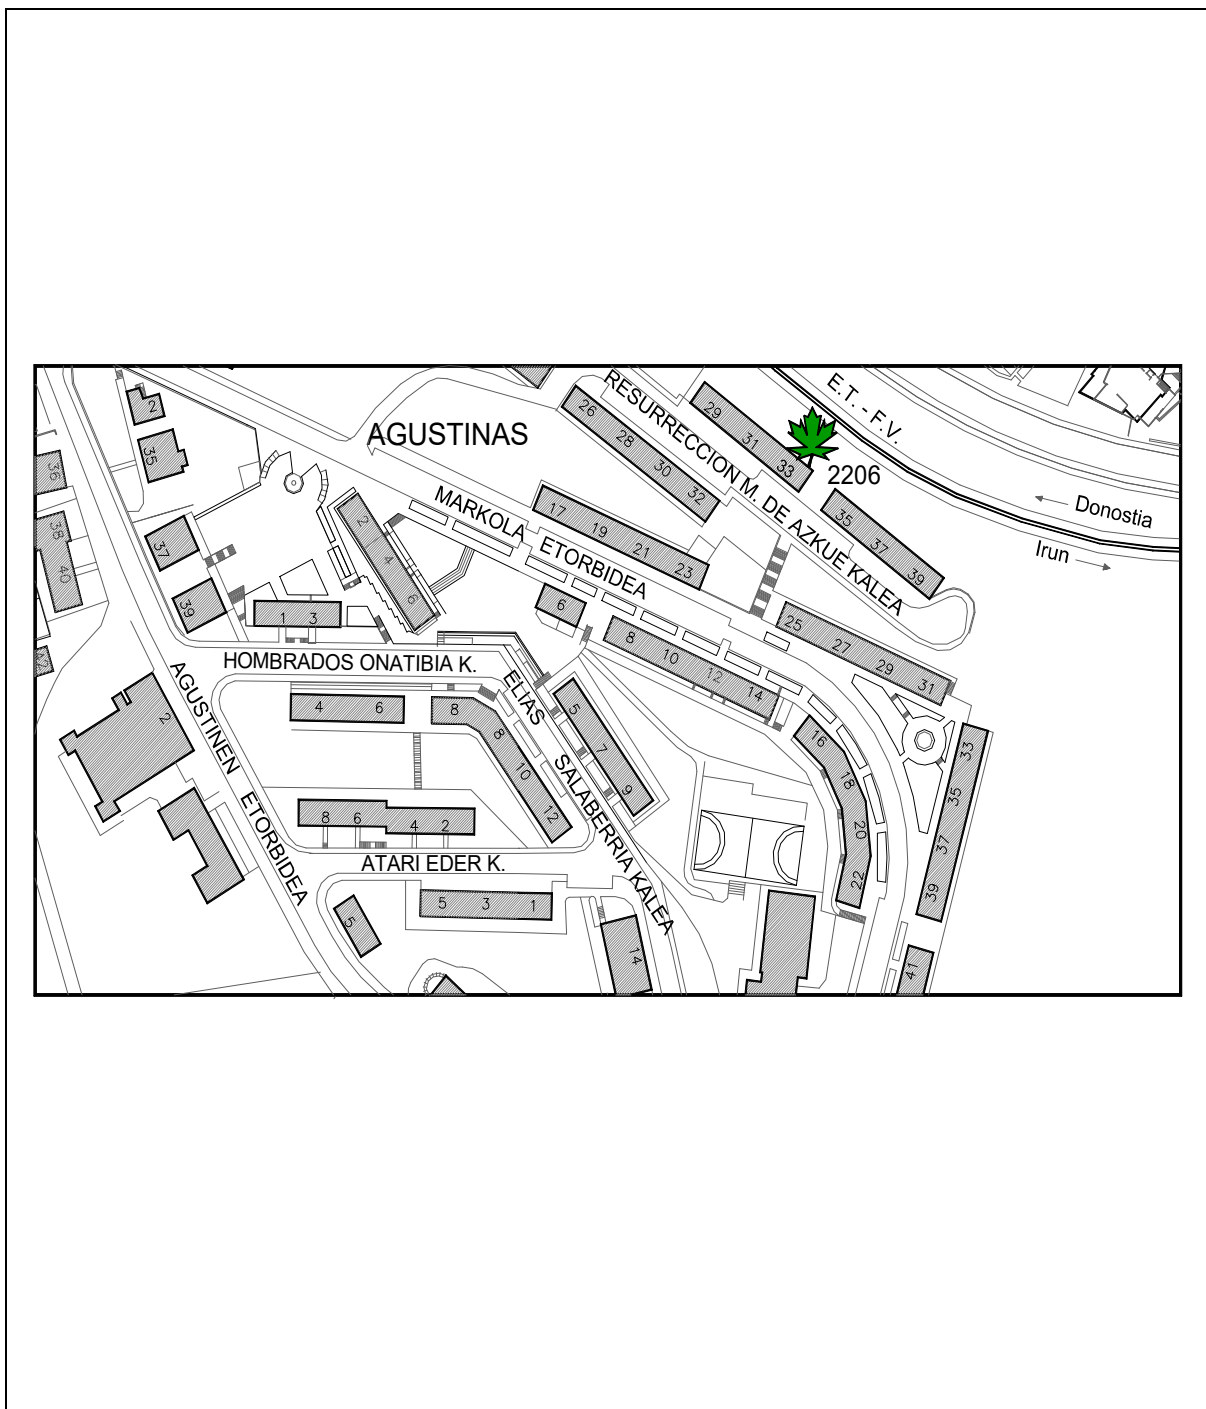 E.T. - F.V.
RESURRECCION M. DE AZKUE KALEA
AGUSTINAS
2206
Donostia
Irun
MARKOLA ETORBIDEA
HOMBRADOS ONATIBIA K.
ELIAS SALABERRIA KALEA
AGUSTINEN ETORBIDEA
ATARI EDER K.
2
35
36
38
40
37
39
42
2
1 3
2 4 6
26 28 30 32
29 31 33
35 37 39
17 19 21 23
6
8 10 12 14
25 27 29 31
16 18 20 22
33 35 37 39
41
4 6
8
8 10 12
5 7 9
8 6 4 2
5 3 1
5
14